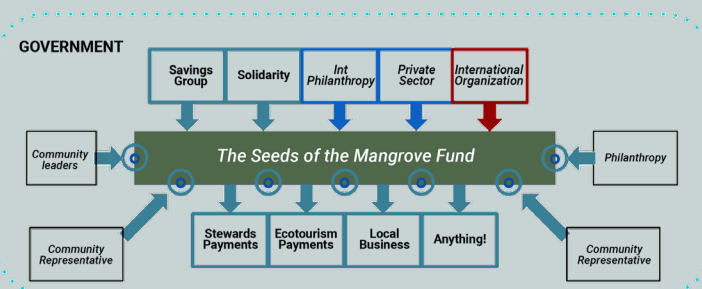 GOVERNMENT
Savings
Group
Solidarity
Int
Philanthropy
Private
Sector
International
Organization
Community
leaders
The Seeds of the Mangrove Fund
Philanthropy
Stewards
Payments
Ecotourism
Payments
Local
Business
Anything!
Community
Representative
Community
Representative